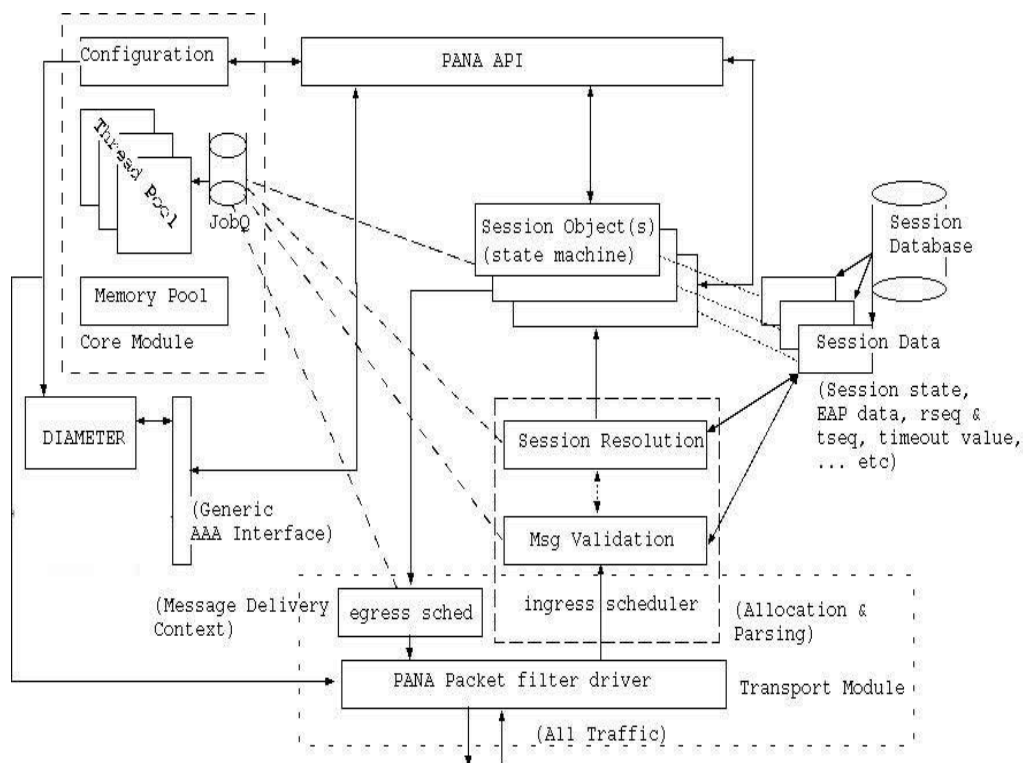 Configuration
PANA API
Thread pool
JobQ
Session Object(s)
(state machine)
Session
Database
Memory Pool
Core Module
Session Data
(Session state,
EAP data, rseq &
tseq, timeout value,
... etc)
DIAMETER
Session Resolution
(Generic
AAA Interface)
Msg Validation
(Message Delivery
Context)
egress sched
ingress scheduler
(Allocation &
Parsing)
PANA Packet filter driver
Transport Module
(All Traffic)